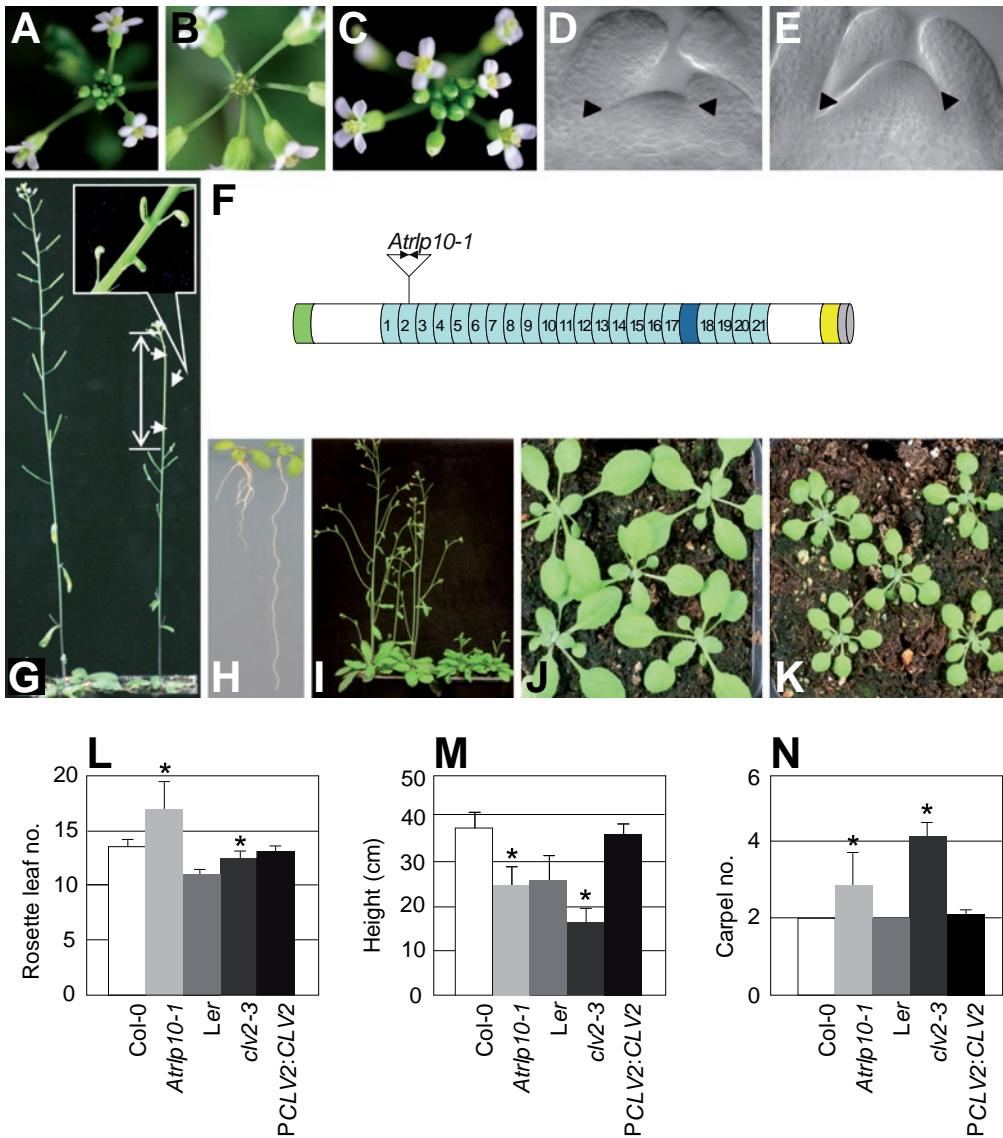 A B C D E
F
Atrlp10-1
1 2 3 4 5 6 7 8 9 10 11 12 13 14 15 16 17 18 19 20 21
G H I J K
L
20
15
10
5
0
Rosette leaf no.
* *
Col-0
Atrlp10-1
Ler
clv2-3
PCLV2:CLV2
M
50
40
30
20
10
0
Height (cm)
* *
Col-0
Atrlp10-1
Ler
clv2-3
PCLV2:CLV2
N
6
4
2
0
Carpel no.
* *
Col-0
Atrlp10-1
Ler
clv2-3
PCLV2:CLV2